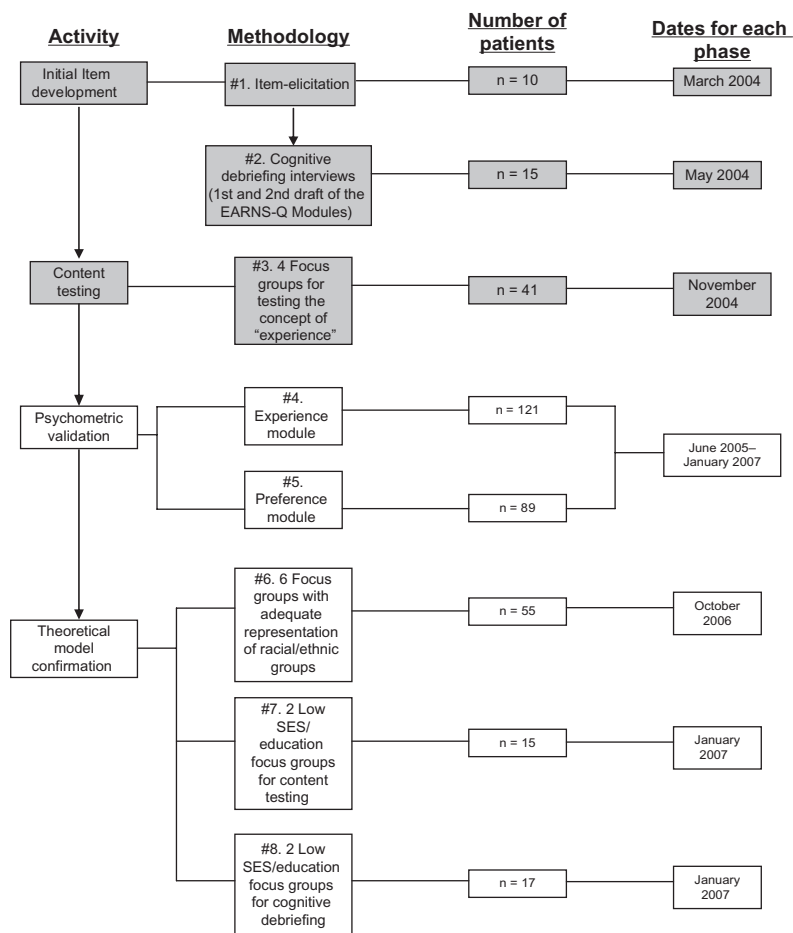 Activity
Methodology
Number of
patients
Dates for each
phase
Initial Item
development
#1. Item-elicitation
n = 10
March 2004
#2. Cognitive
debriefing interviews
(1st and 2nd draft of the
EARNS-Q Modules)
n = 15
May 2004
Content
testing
#3. 4 Focus
groups for
testing the
concept of
“experience”
n = 41
November
2004
Psychometric
validation
#4.
Experience
module
n = 121
#5.
Preference
module
n = 89
June 2005–
January 2007
Theoretical
model
confirmation
#6. 6 Focus
groups with
adequate
representation
of racial/ethnic
groups
n = 55
October
2006
#7. 2 Low
SES/
education
focus groups
for content
testing
n = 15
January
2007
#8. 2 Low
SES/education
focus groups
for cognitive
debriefing
n = 17
January
2007